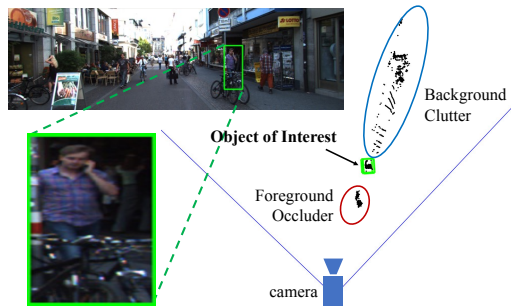 Background
Clutter
Object of Interest
Foreground
Occluder
camera